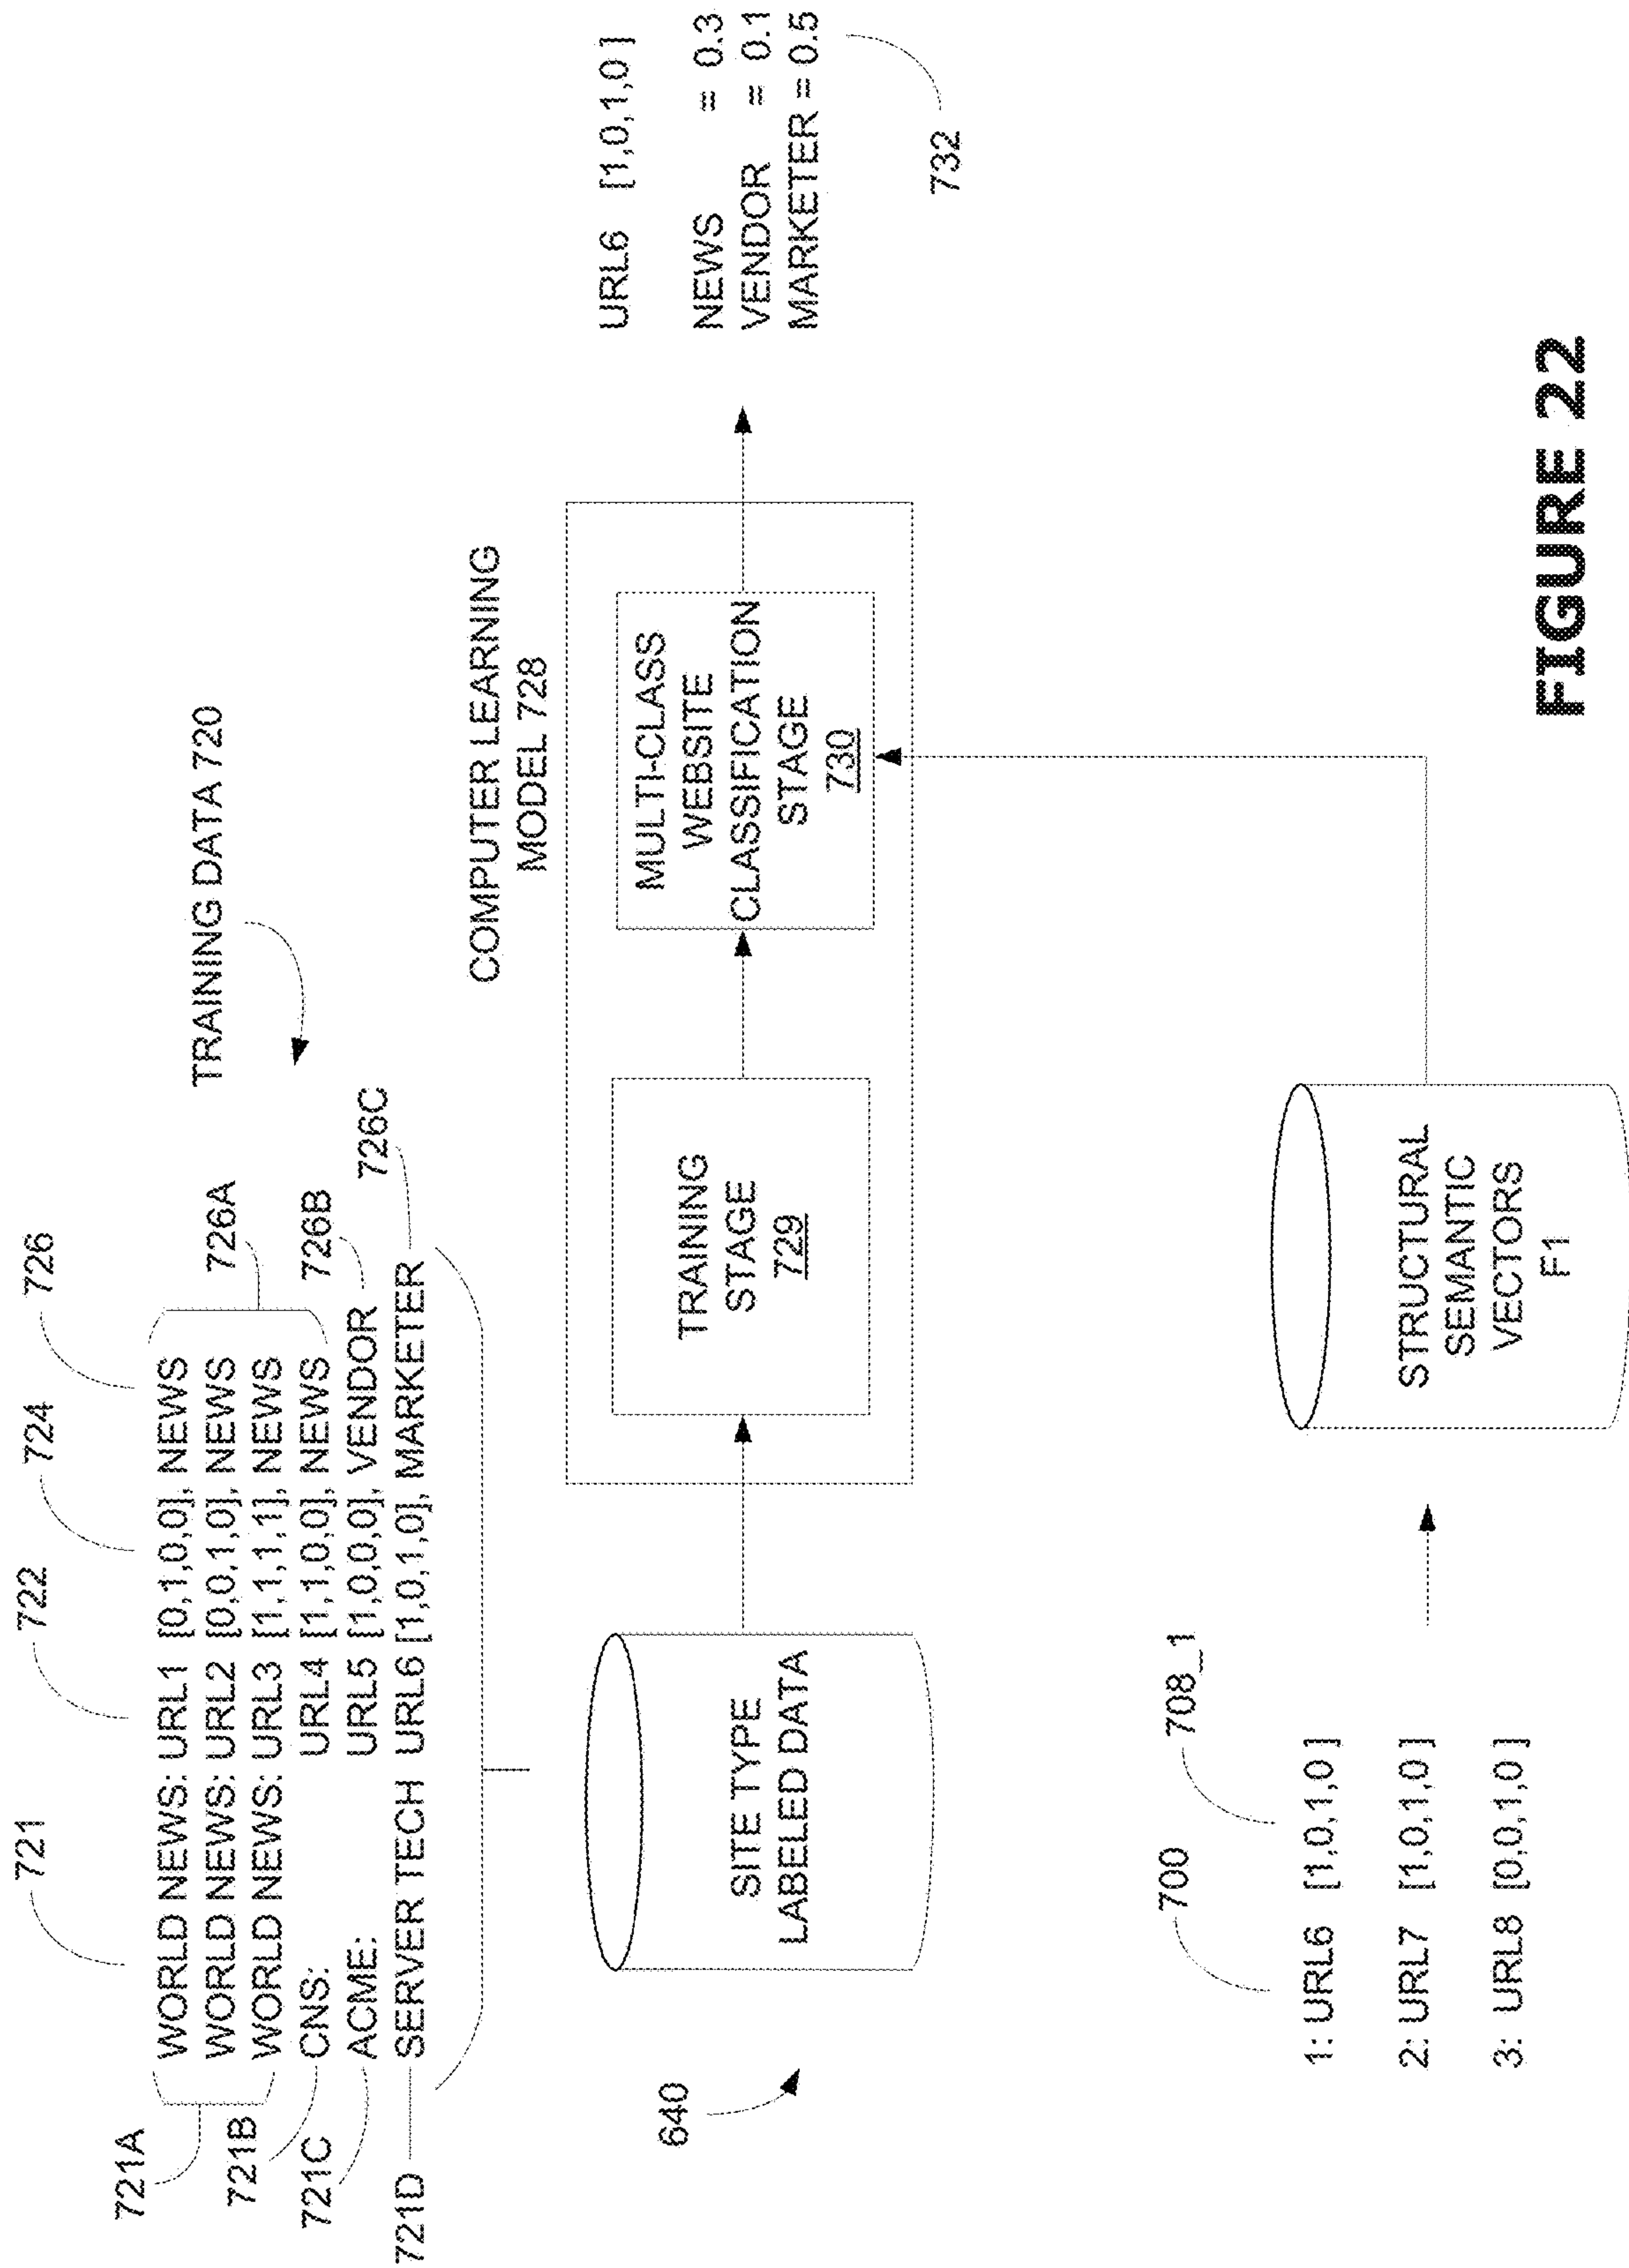 TRAINING DATA 720
721
722
724
726
721A
WORLD NEWS: URL1 [0,1,0,0], NEWS
WORLD NEWS: URL2 [0,0,1,0], NEWS
WORLD NEWS: URL3 [1,1,1,1], NEWS
726A
721B
CNS: URL4 [1,1,0,0], NEWS
721C
ACME: URL5 [1,0,0,0], VENDOR
726B
721D
SERVER TECH URL6 [1,0,1,0], MARKETER
726C
COMPUTER LEARNING
MODEL 728
640
SITE TYPE
LABELED DATA
TRAINING
STAGE
729
MULTI-CLASS
WEBSITE
CLASSIFICATION
STAGE
730
URL6 [1,0,1,0]
NEWS = 0.3
VENDOR = 0.1
MARKETER = 0.5
732
700
708_1
1: URL6 [1,0,1,0]
2: URL7 [1,0,1,0]
3: URL8 [0,0,1,0]
STRUCTURAL
SEMANTIC
VECTORS
F1
FIGURE 22